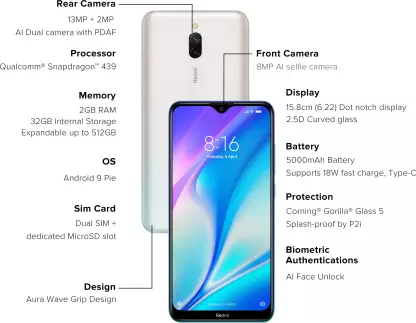 Rear Camera
13MP + 2MP
AI Dual camera with PDAF
Processor
Qualcomm® Snapdragon™ 439
Memory
2GB RAM
32GB Internal Storage
Expandable up to 512GB
OS
Android 9 Pie
Sim Card
Dual SIM +
dedicated MicroSD slot
Design
Aura Wave Grip Design
Redmi
8:16
Tuesday, 6 April
Redmi
Front Camera
8MP AI selfie camera
Display
15.8cm (6.22) Dot notch display
2.5D Curved glass
Battery
5000mAh Battery
Supports 18W fast charge, Type-C
Protection
Corning® Gorilla® Glass 5
Splash-proof by P2i
Biometric
Authentications
AI Face Unlock